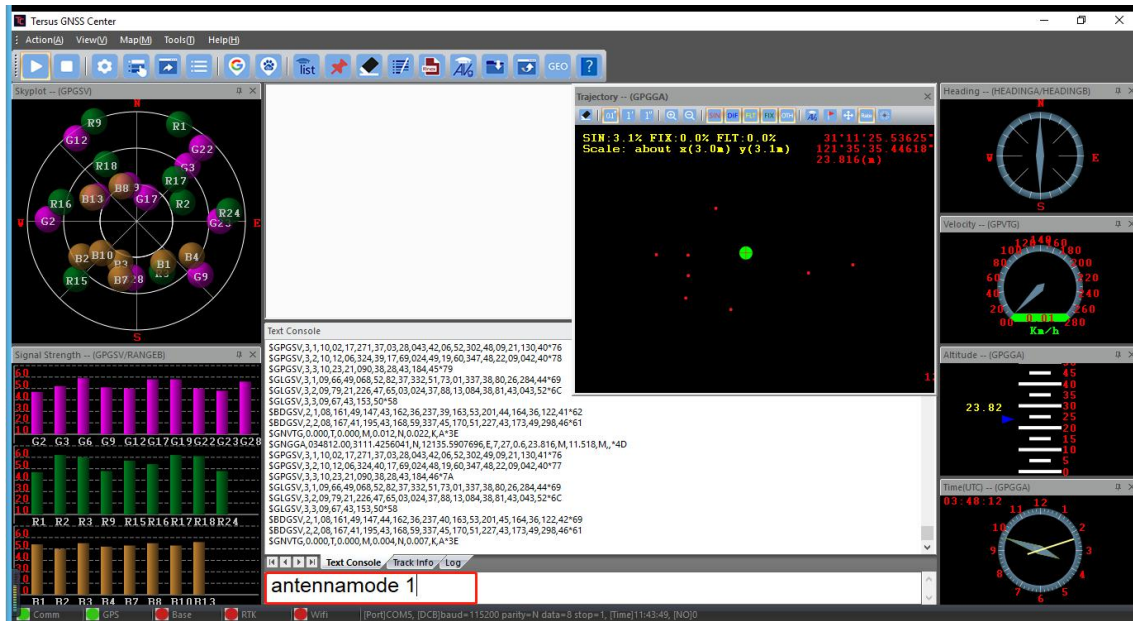 Tersus GNSS Center
Action(A) View(V) Map(M) Tools(T) Help(H)
list
GEO
?
Skyplot -- (GPGSV)
N
R9
R1
G12
G22
R18
G3
R17
B8
B13
G17
R2
R16
R24
G2
W
E
B2
B10
B1
B4
R15
B7
G9
S
Signal Strength -- (GPGSV/RANGEB)
G2 G3 G6 G9 G12 G17 G19 G22 G23 G28
R1 R2 R3 R9 R15 R16 R17 R18 R24
B1 B2 B3 B4 B7 B8 B10 B13
Trajectory -- (GPGGA)
SIN:3.1% FIX:0.0% FLT:0.0%
Scale: about x(3.0m) y(3.1m)
31°11'25.53625"
121°35'35.44618"
23.816(m)
Text Console
$GPGSV,3,1,10,02,17,271,37,03,28,043,42,06,52,302,48,09,21,130,40*76
$GPGSV,3,2,10,12,06,324,39,17,69,024,49,19,60,347,48,22,09,042,40*78
$GPGSV,3,3,10,23,21,090,38,28,43,184,45*79
$GLGSV,3,1,09,66,49,068,52,82,37,332,51,73,01,337,38,80,26,284,44*69
$GLGSV,3,2,09,79,21,226,47,65,03,024,37,88,13,084,38,81,43,043,52*6C
$GLGSV,3,3,09,67,43,153,50*58
$BDGSV,2,1,08,161,49,147,43,162,36,237,39,163,53,201,44,164,36,122,41*62
$BDGSV,2,2,08,167,41,195,43,168,59,337,45,170,51,227,43,173,49,298,46*61
$GNVTG,0.000,T,0.000,M,0.012,N,0.022,K,A*3E
$GNGGA,034812.00,3111.4256041,N,12135.5907696,E,7,27,0.6,23.816,M,11.518,M,,*4D
$GPGSV,3,1,10,02,17,271,37,03,28,043,42,06,52,302,49,09,21,130,41*76
$GPGSV,3,2,10,12,06,324,40,17,69,024,48,19,60,347,48,22,09,042,40*77
$GPGSV,3,3,10,23,21,090,38,28,43,184,46*7A
$GLGSV,3,1,09,66,49,068,52,82,37,332,51,73,01,337,38,80,26,284,44*69
$GLGSV,3,2,09,79,21,226,47,65,03,024,37,88,13,084,38,81,43,043,52*6C
$GLGSV,3,3,09,67,43,153,50*58
$BDGSV,2,1,08,161,49,147,44,162,36,237,40,163,53,201,45,164,36,122,42*69
$BDGSV,2,2,08,167,41,195,43,168,59,337,45,170,51,227,43,173,49,298,46*61
$GNVTG,0.000,T,0.000,M,0.004,N,0.007,K,A*3E
Text Console Track Info Log
antennamode 1
Heading -- (HEADINGA/HEADINGB)
N
W
E
S
Velocity -- (GPVTG)
0.01
Km/h
Altitude -- (GPGGA)
23.82
45
40
35
30
25
20
15
10
5
0
Time(UTC) -- (GPGGA)
03:48:12
Comm GPS Base RTK Wifi [Port]COM5, [DCB]baud=115200 parity=N data=8 stop=1, [Time]11:43:49, [NO]0